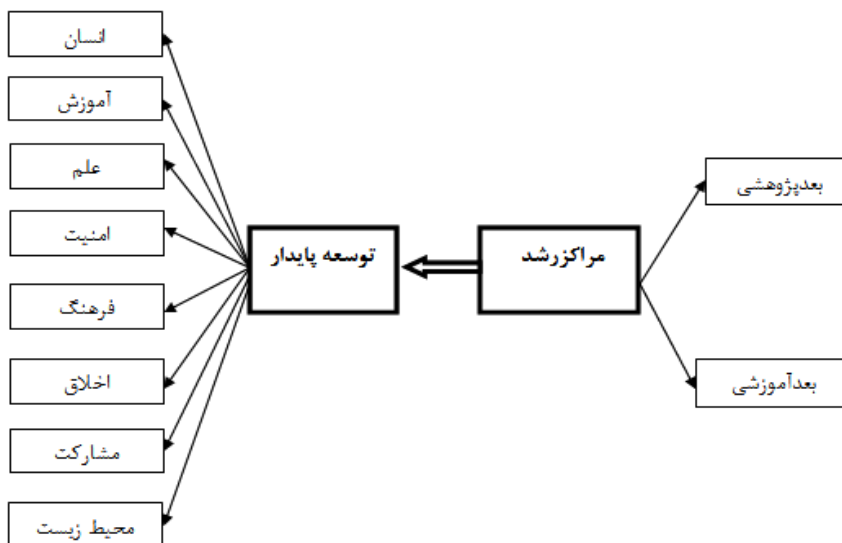 انسان
آموزش
علم
امنیت
فرهنگ
اخلاق
مشارکت
محیط زیست
توسعه پایدار
مراکزرشد
بعدپژوهشی
بعدآموزشی